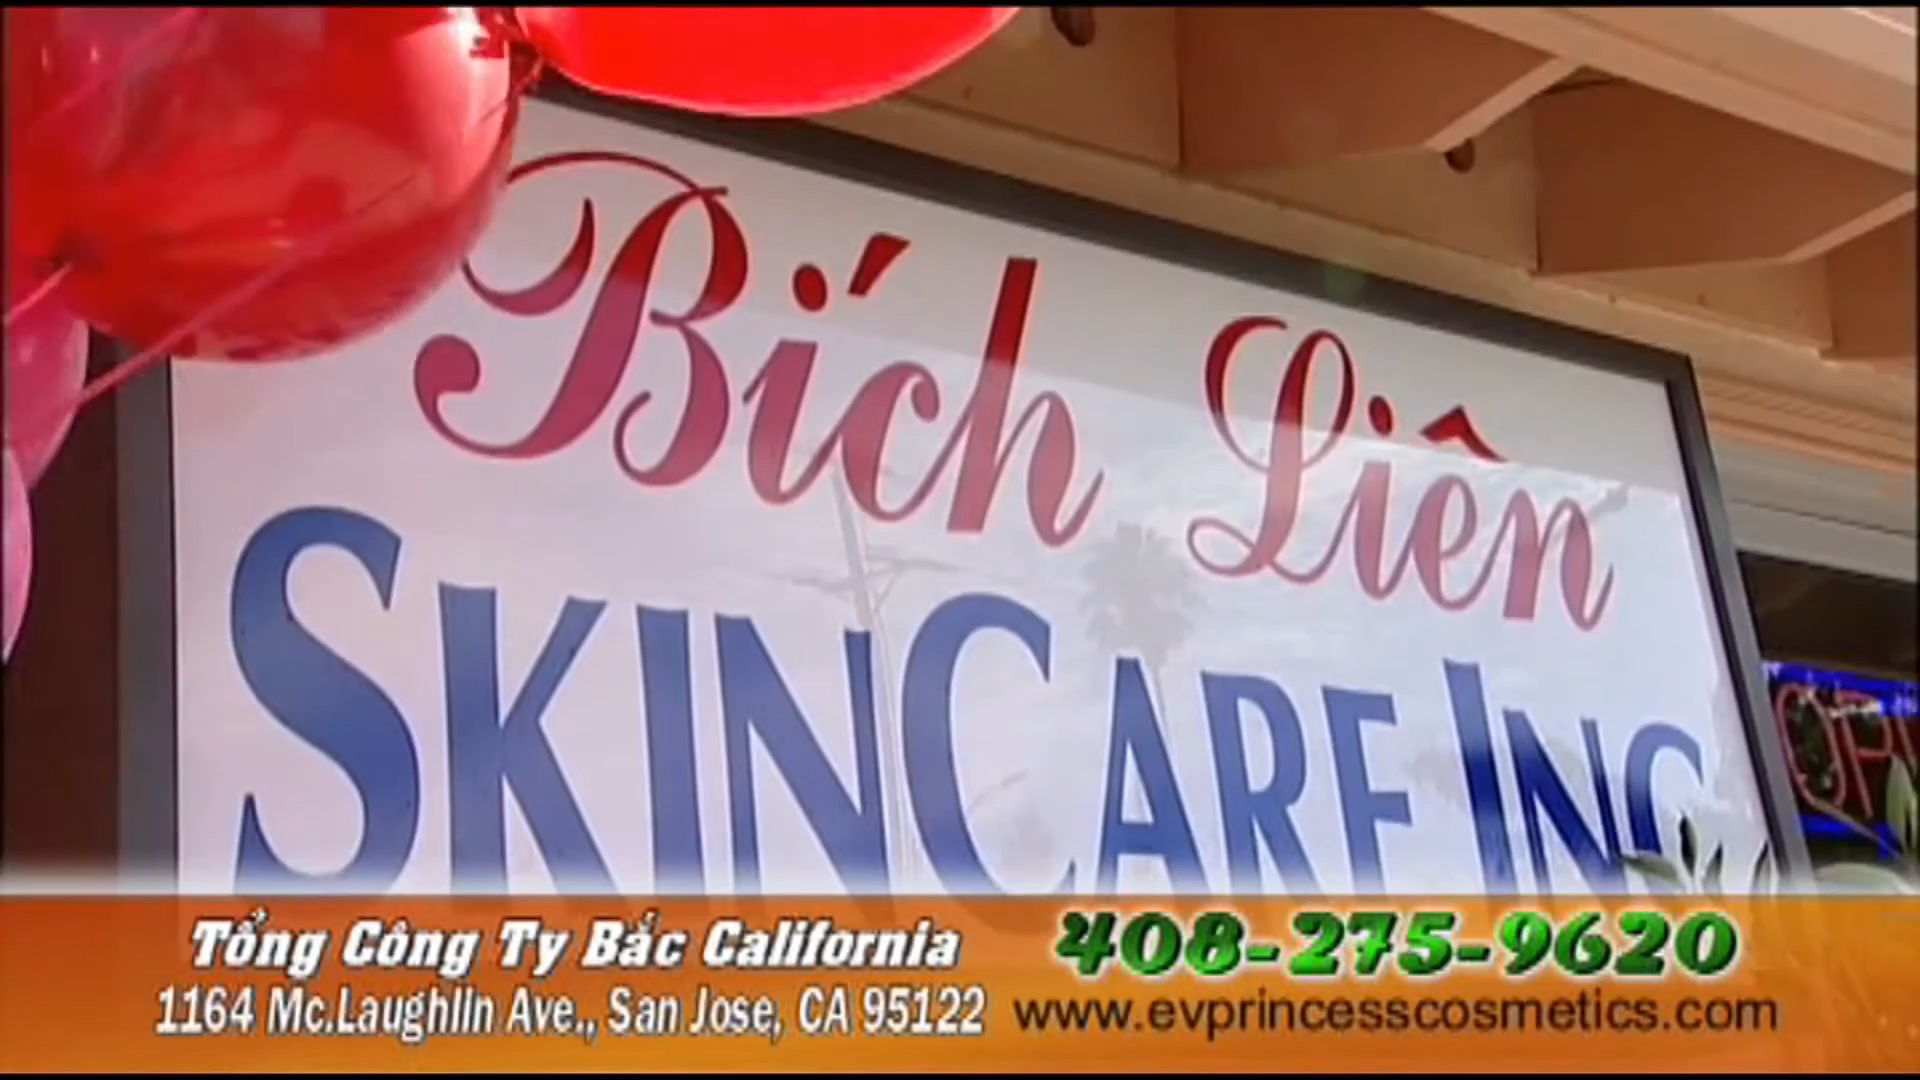 Bích Liên
SKINCARE INC
Tổng Công Ty Bắc California
408-275-9620
1164 Mc.Laughlin Ave., San Jose, CA 95122
www.evprincesscosmetics.com